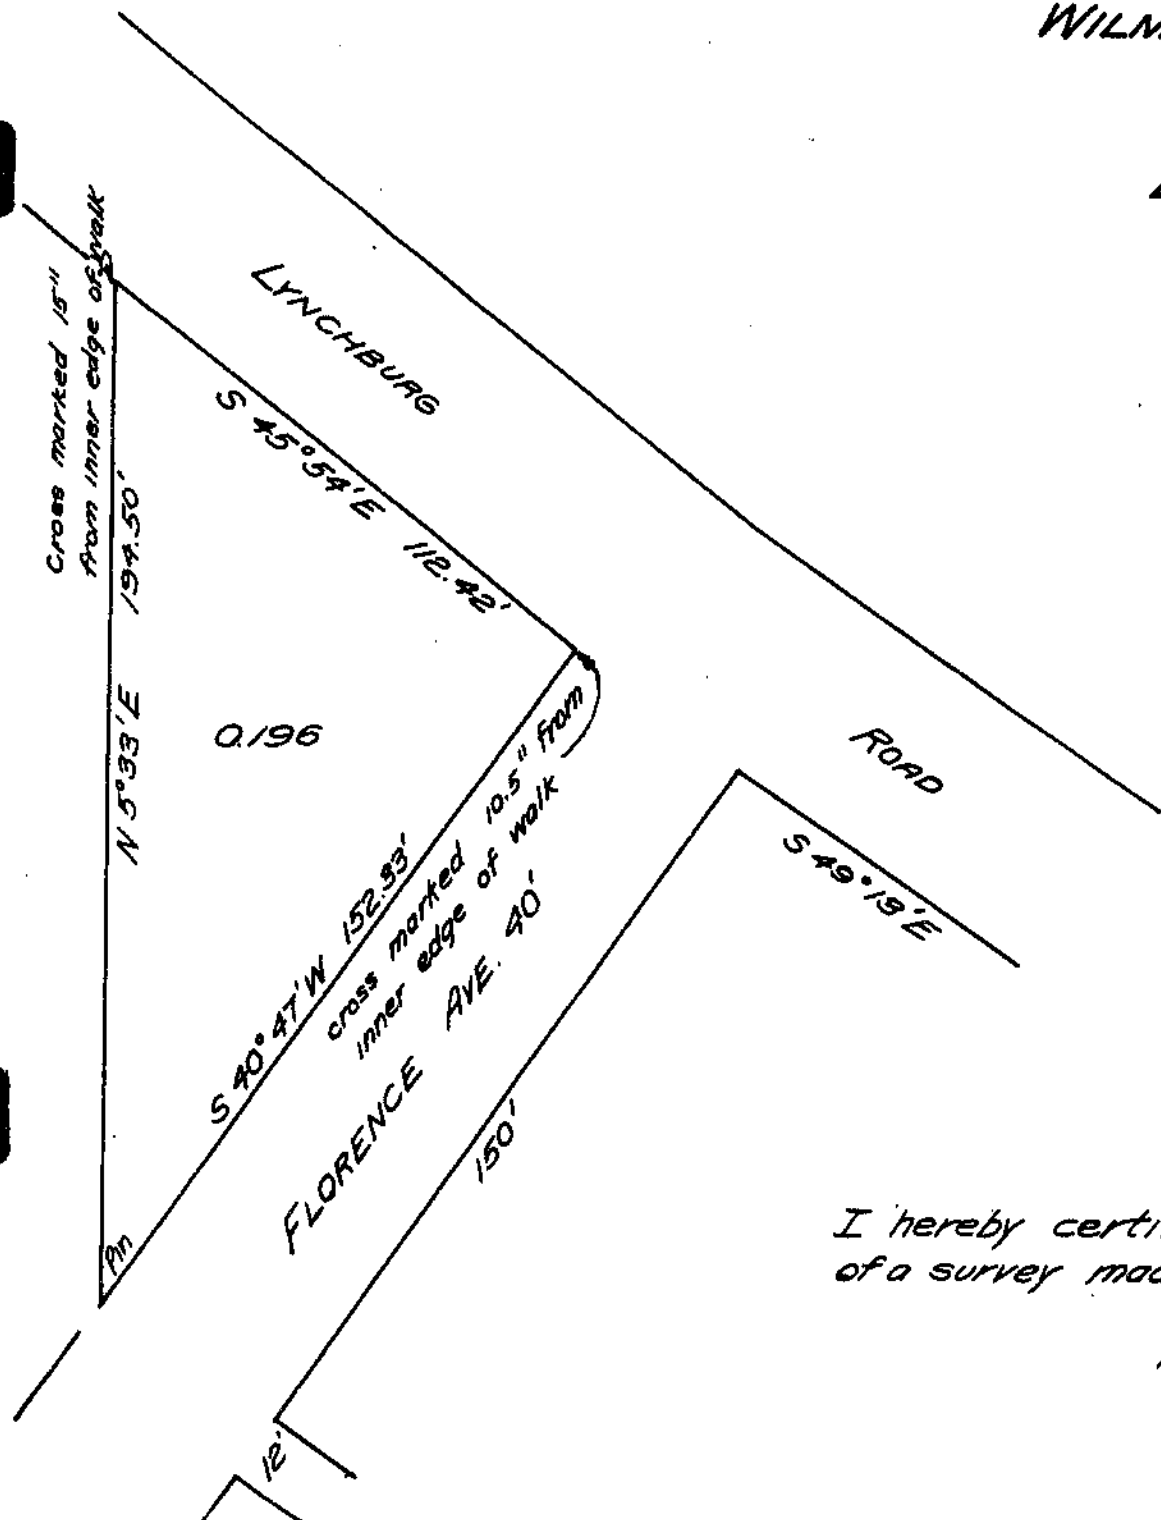 WILM
Cross marked 15"
from inner edge of walk
LYNCHBURG
S 45°54'E 112.42'
N 5°33'E 194.50'
0.196
ROAD
S 49°19'E
S 40°47'W 152.33'
cross marked 10.5" from
inner edge of walk
FLORENCE AVE. 40'
150'
Pin
12'
I hereby certi
of a survey mad